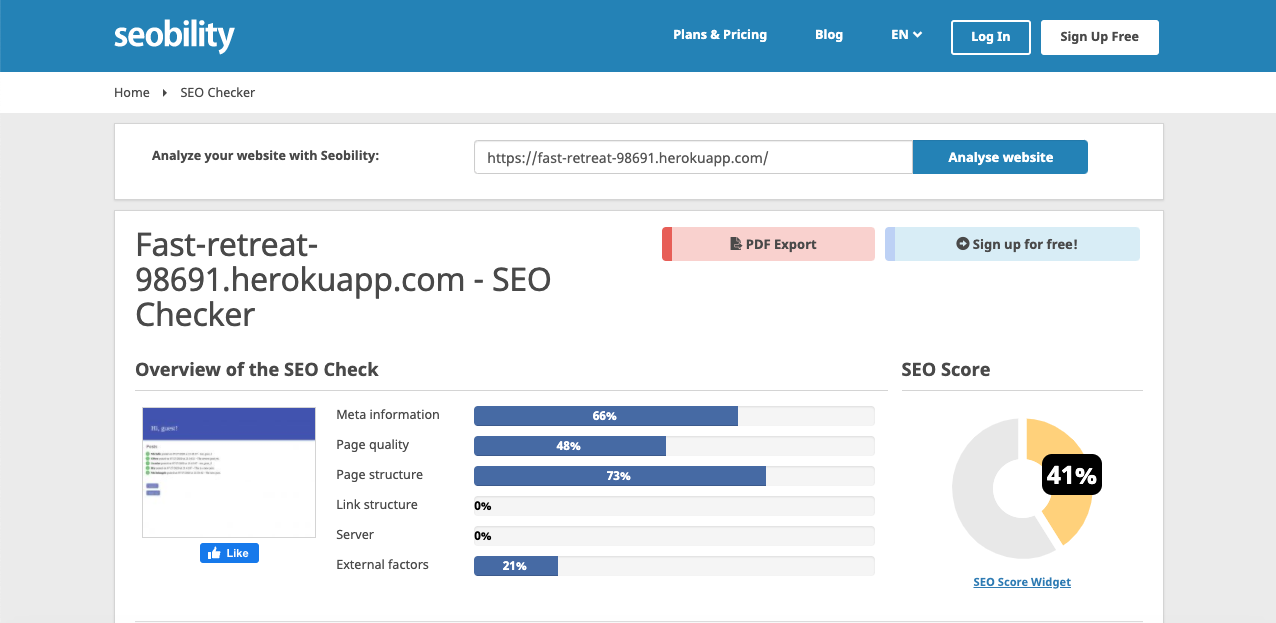 seobility
Plans & Pricing
Blog
EN
Log In
Sign Up Free
Home
SEO Checker
Analyze your website with Seobility:
https://fast-retreat-98691.herokuapp.com/
Analyse website
Fast-retreat-
98691.herokuapp.com - SEO
Checker
PDF Export
Sign up for free!
Overview of the SEO Check
SEO Score
Hi, guest!
Posts
Meta information
66%
Page quality
48%
Page structure
73%
Link structure
0%
Server
0%
External factors
21%
Like
41%
SEO Score Widget